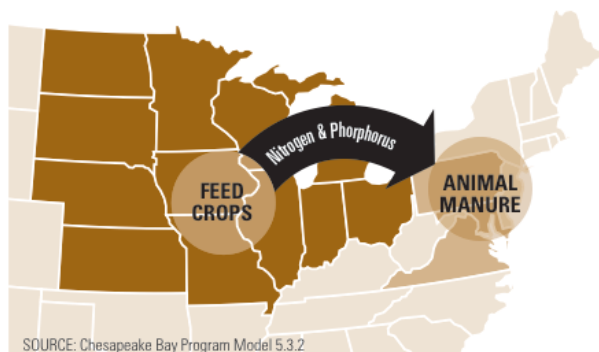 Nitrogen & Phorphorus
FEED
CROPS
ANIMAL
MANURE
SOURCE: Chesapeake Bay Program Model 5.3.2